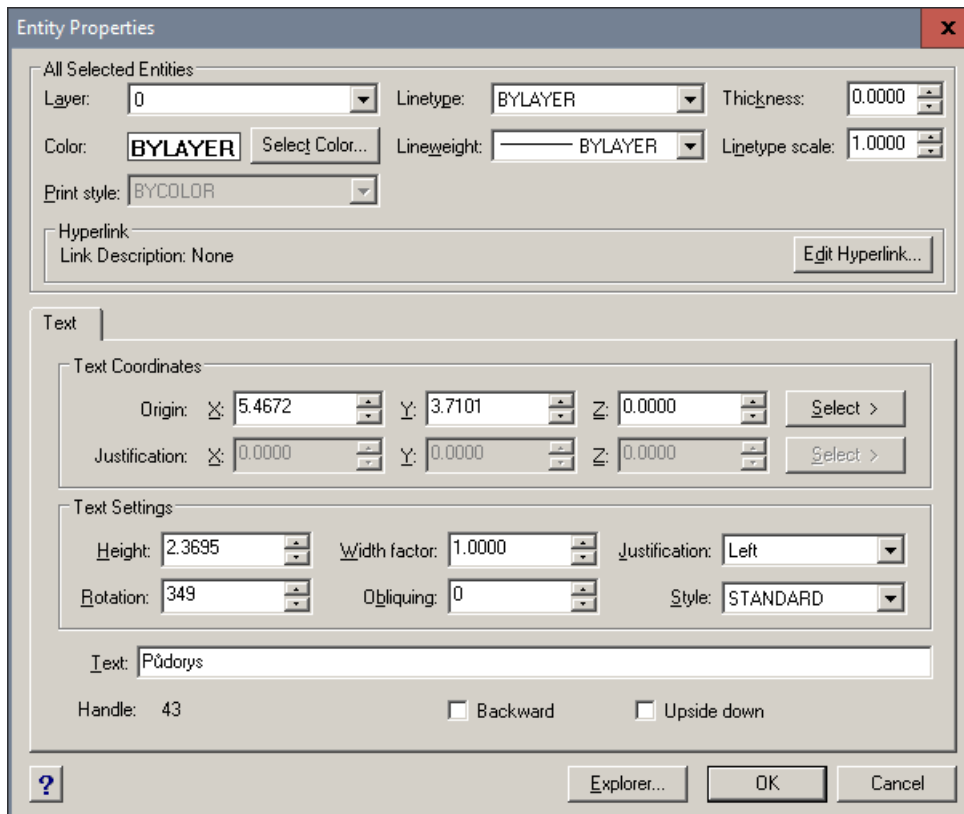 Entity Properties x
All Selected Entities
Layer: 0 Linetype: BYLAYER Thickness: 0.0000
Color: BYLAYER Select Color... Lineweight: BYLAYER Linetype scale: 1.0000
Print style: BYCOLOR
Hyperlink
Link Description: None Edit Hyperlink...
Text
Text Coordinates
Origin: X: 5.4672 Y: 3.7101 Z: 0.0000 Select >
Justification: X: 0.0000 Y: 0.0000 Z: 0.0000 Select >
Text Settings
Height: 2.3695 Width factor: 1.0000 Justification: Left
Rotation: 349 Obliquing: 0 Style: STANDARD
Text: Půdorys
Handle: 43 Backward Upside down
? Explorer... OK Cancel